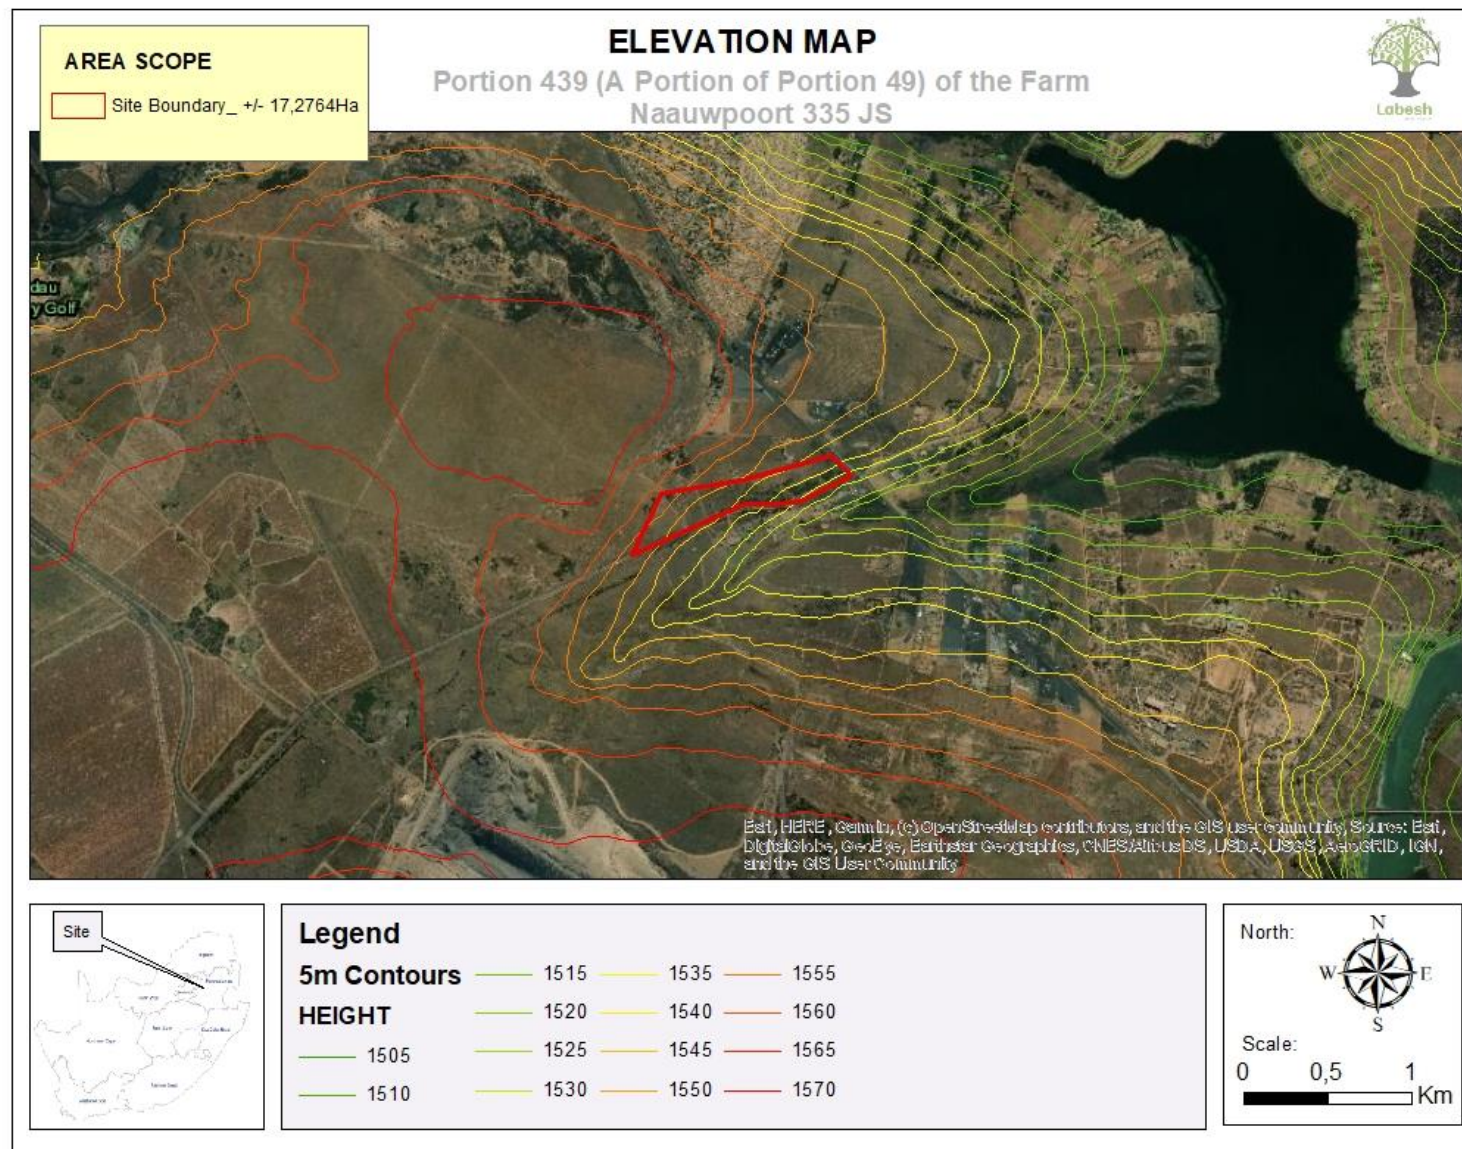 AREA SCOPE
Site Boundary_ +/- 17,2764Ha
ELEVATION MAP
Portion 439 (A Portion of Portion 49) of the Farm
Naauwpoort 335 JS
Labesh
dau
y Golf
Esri, HERE, Garmin, (c) OpenStreetMap contributors, and the GIS user community, Source: Esri,
DigitalGlobe, GeoEye, Earthstar Geographics, CNES/Airbus DS, USDA, USGS, AeroGRID, IGN,
and the GIS User Community
Site
Legend
5m Contours
HEIGHT
1505
1510
1515
1520
1525
1530
1535
1540
1545
1550
1555
1560
1565
1570
North:
N
W
E
S
Scale:
0 0,5 1
Km